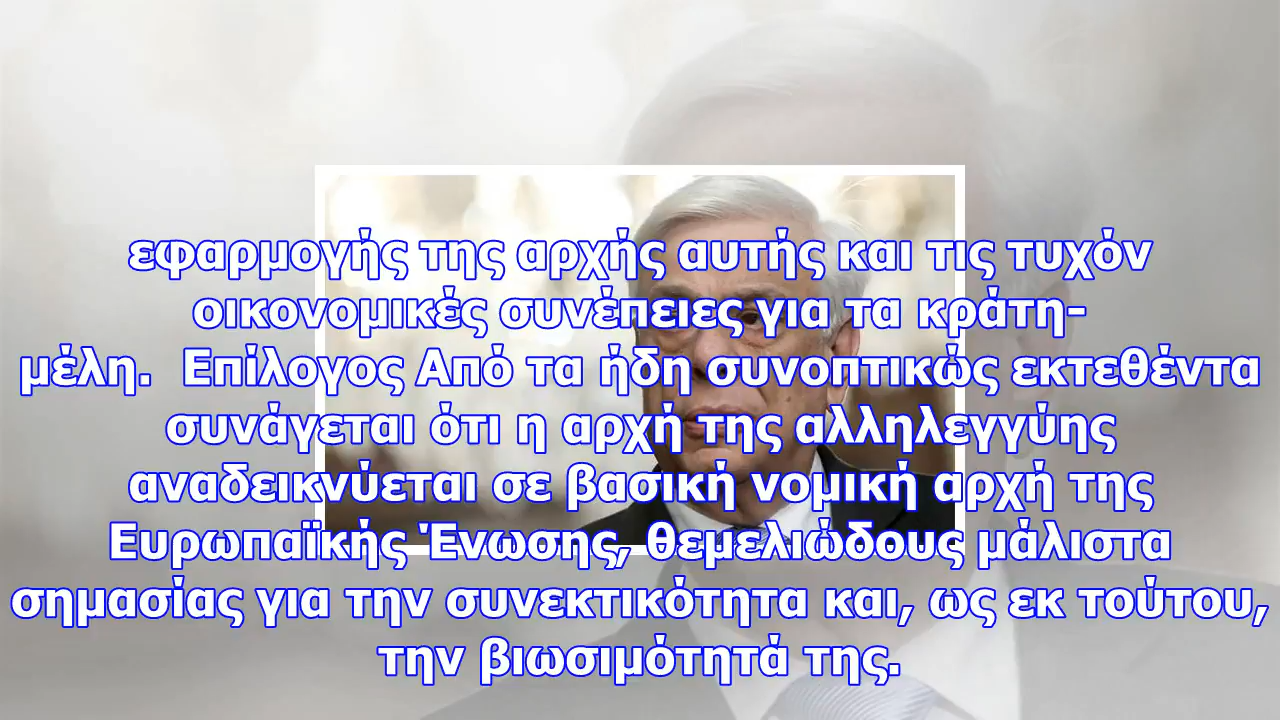 εφαρμογής της αρχής αυτής και τις τυχόν
οικονομικές συνέπειες για τα κράτη-
μέλη.  Επίλογος Από τα ήδη συνοπτικώς εκτεθέντα
συνάγεται ότι η αρχή της αλληλεγγύης
αναδεικνύεται σε βασική νομική αρχή της
Ευρωπαϊκής Ένωσης, θεμελιώδους μάλιστα
σημασίας για την συνεκτικότητα και, ως εκ τούτου,
την βιωσιμότητά της.